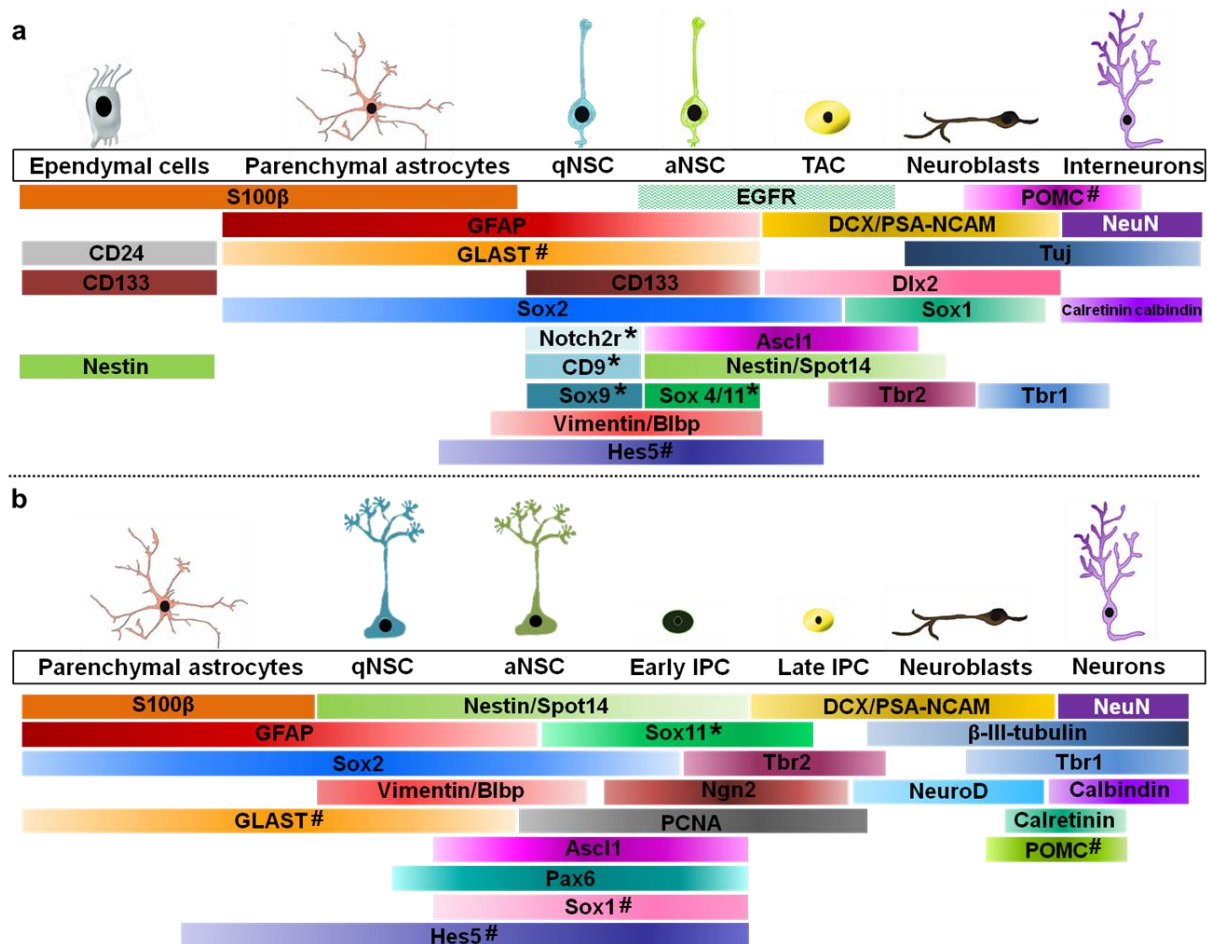 a
Ependymal cells Parenchymal astrocytes qNSC aNSC TAC Neuroblasts Interneurons
S100β EGFR POMC#
GFAP DCX/PSA-NCAM NeuN
CD24 GLAST# Tuj
CD133 CD133 Dlx2
Sox2 Sox1 Calretinin calbindin
Notch2r* Ascl1
Nestin CD9* Nestin/Spot14
Sox9* Sox 4/11* Tbr2 Tbr1
Vimentin/Blbp
Hes5#
b
Parenchymal astrocytes qNSC aNSC Early IPC Late IPC Neuroblasts Neurons
S100β Nestin/Spot14 DCX/PSA-NCAM NeuN
GFAP Sox11* β-III-tubulin
Sox2 Tbr2 Tbr1
Vimentin/Blbp Ngn2 NeuroD Calbindin
GLAST# PCNA Calretinin
Ascl1 POMC#
Pax6
Sox1#
Hes5#